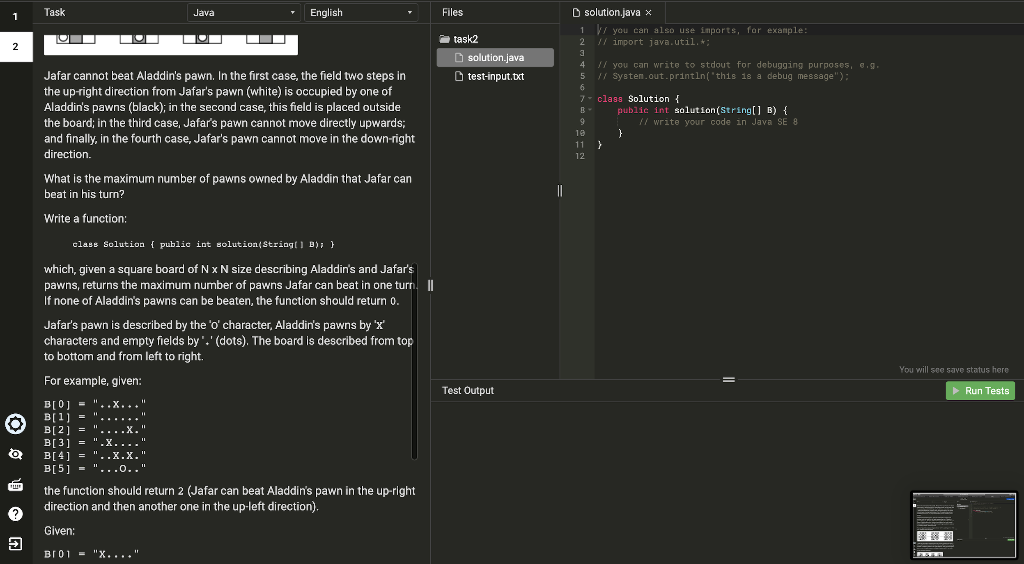 1
2
Task
Java
English
Jafar cannot beat Aladdin's pawn. In the first case, the field two steps in
the up-right direction from Jafar's pawn (white) is occupied by one of
Aladdin's pawns (black); in the second case, this field is placed outside
the board; in the third case, Jafar's pawn cannot move directly upwards;
and finally, in the fourth case, Jafar's pawn cannot move in the down-right
direction.
What is the maximum number of pawns owned by Aladdin that Jafar can
beat in his turn?
Write a function:
class Solution { public int solution(String[] B); }
which, given a square board of N x N size describing Aladdin's and Jafar's
pawns, returns the maximum number of pawns Jafar can beat in one turn.
If none of Aladdin's pawns can be beaten, the function should return 0.
Jafar's pawn is described by the 'O' character, Aladdin's pawns by 'X'
characters and empty fields by '.' (dots). The board is described from top
to bottom and from left to right.
For example, given:
B[0] = "..X..."
B[1] = "......"
B[2] = "....X."
B[3] = ".X...."
B[4] = "..X.X."
B[5] = "...O.."
the function should return 2 (Jafar can beat Aladdin's pawn in the up-right
direction and then another one in the up-left direction).
Given:
B[0] = "X...."
Files
task2
solution.java
test-input.txt
solution.java ×
1 // you can also use imports, for example:
2 // import java.util.*;
3
4 // you can write to stdout for debugging purposes, e.g.
5 // System.out.println("this is a debug message");
6
7 class Solution {
8 public int solution(String[] B) {
9 // write your code in Java SE 8
10 }
11 }
12
You will see save status here
Test Output
Run Tests